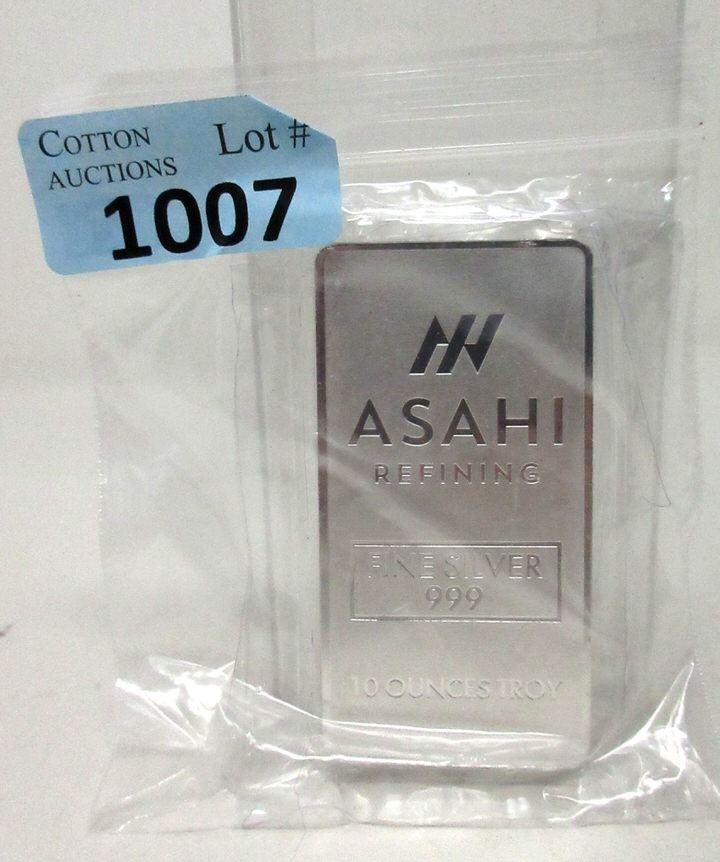 COTTON Lot #
AUCTIONS
1007
ASAHI
REFINING
FINE SILVER
999
10 OUNCES TROY